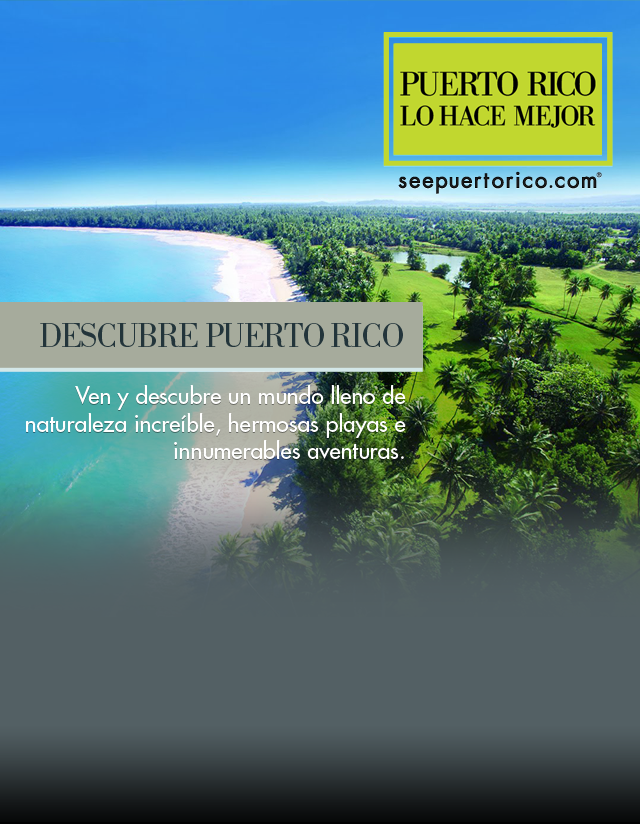 PUERTO RICO
LO HACE MEJOR
seepuertorico.com®
DESCUBRE PUERTO RICO
Ven y descubre un mundo lleno de
naturaleza increíble, hermosas playas e
innumerables aventuras.